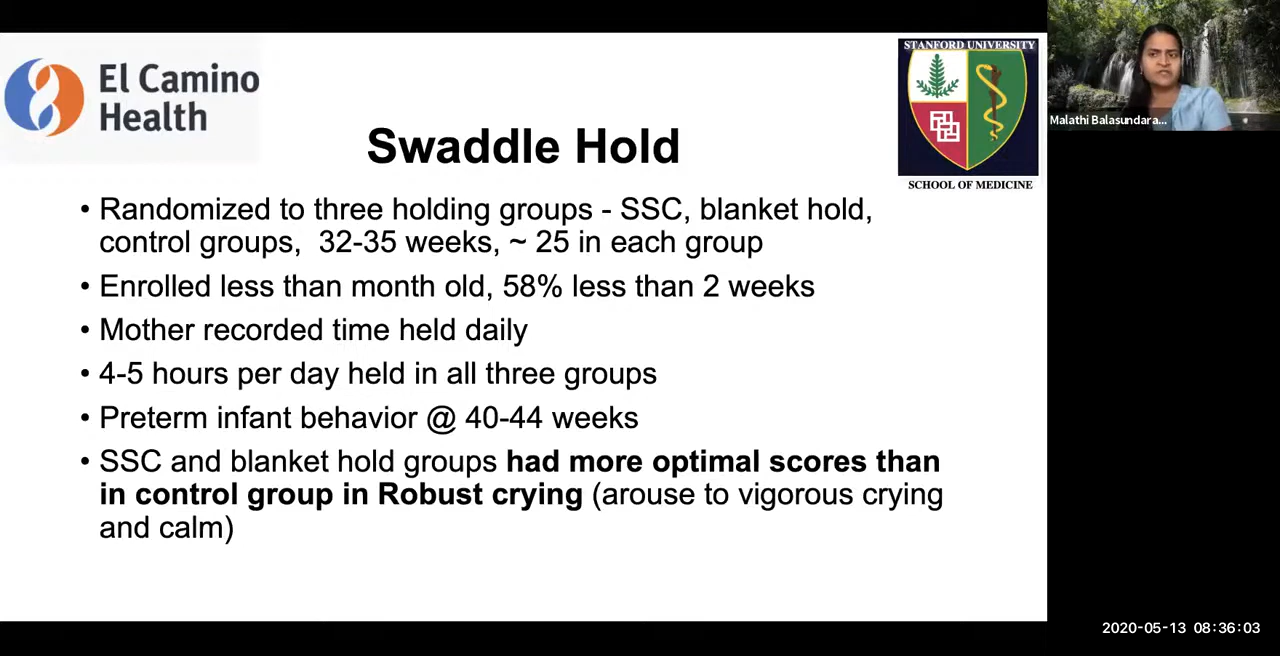 El Camino
Health
STANFORD UNIVERSITY
SCHOOL OF MEDICINE
Malathi Balasundara...
Swaddle Hold
• Randomized to three holding groups - SSC, blanket hold,
control groups, 32-35 weeks, ~ 25 in each group
• Enrolled less than month old, 58% less than 2 weeks
• Mother recorded time held daily
• 4-5 hours per day held in all three groups
• Preterm infant behavior @ 40-44 weeks
• SSC and blanket hold groups had more optimal scores than
in control group in Robust crying (arouse to vigorous crying
and calm)
2020-05-13 08:36:03